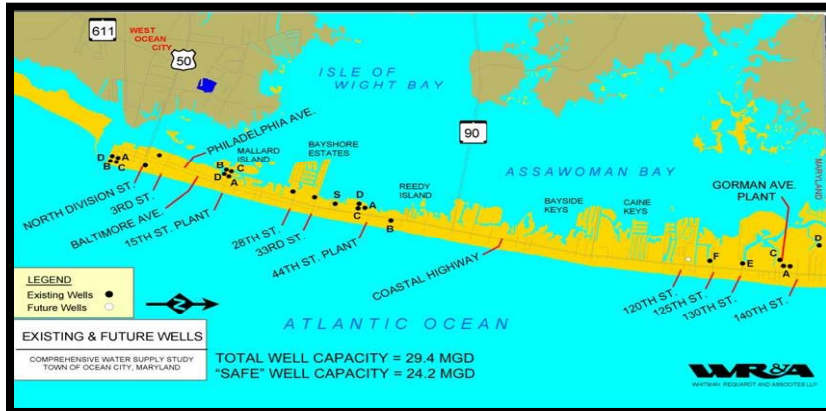 611
WEST
OCEAN
CITY
50
ISLE OF
WIGHT BAY
90
PHILADELPHIA AVE.
MALLARD
ISLAND
BAYSHORE
ESTATES
ASSAWOMAN BAY
MARYLAND
GORMAN AVE.
PLANT
D A
B C
B C
D A
S D
C A
B
REEDY
ISLAND
BAYSIDE
KEYS
CAINE
KEYS
F
E
C
A
D
NORTH DIVISION ST.
3RD ST.
BALTIMORE AVE.
15TH ST. PLANT
28TH ST.
33RD ST.
44TH ST. PLANT
COASTAL HIGHWAY
120TH ST.
125TH ST.
130TH ST.
140TH ST.
LEGEND
Existing Wells
Future Wells
N
ATLANTIC OCEAN
EXISTING & FUTURE WELLS
COMPREHENSIVE WATER SUPPLY STUDY
TOWN OF OCEAN CITY, MARYLAND
TOTAL WELL CAPACITY = 29.4 MGD
"SAFE" WELL CAPACITY = 24.2 MGD
WR&A
WHITMAN, REQUARDT AND ASSOCIATES LLP